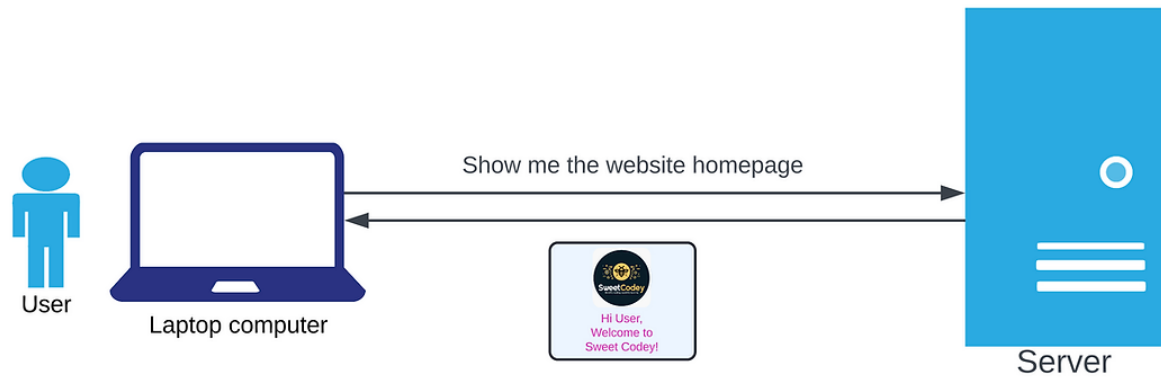 Show me the website homepage
User
Laptop computer
SweetCodey
Hi User,
Welcome to
Sweet Codey!
Server